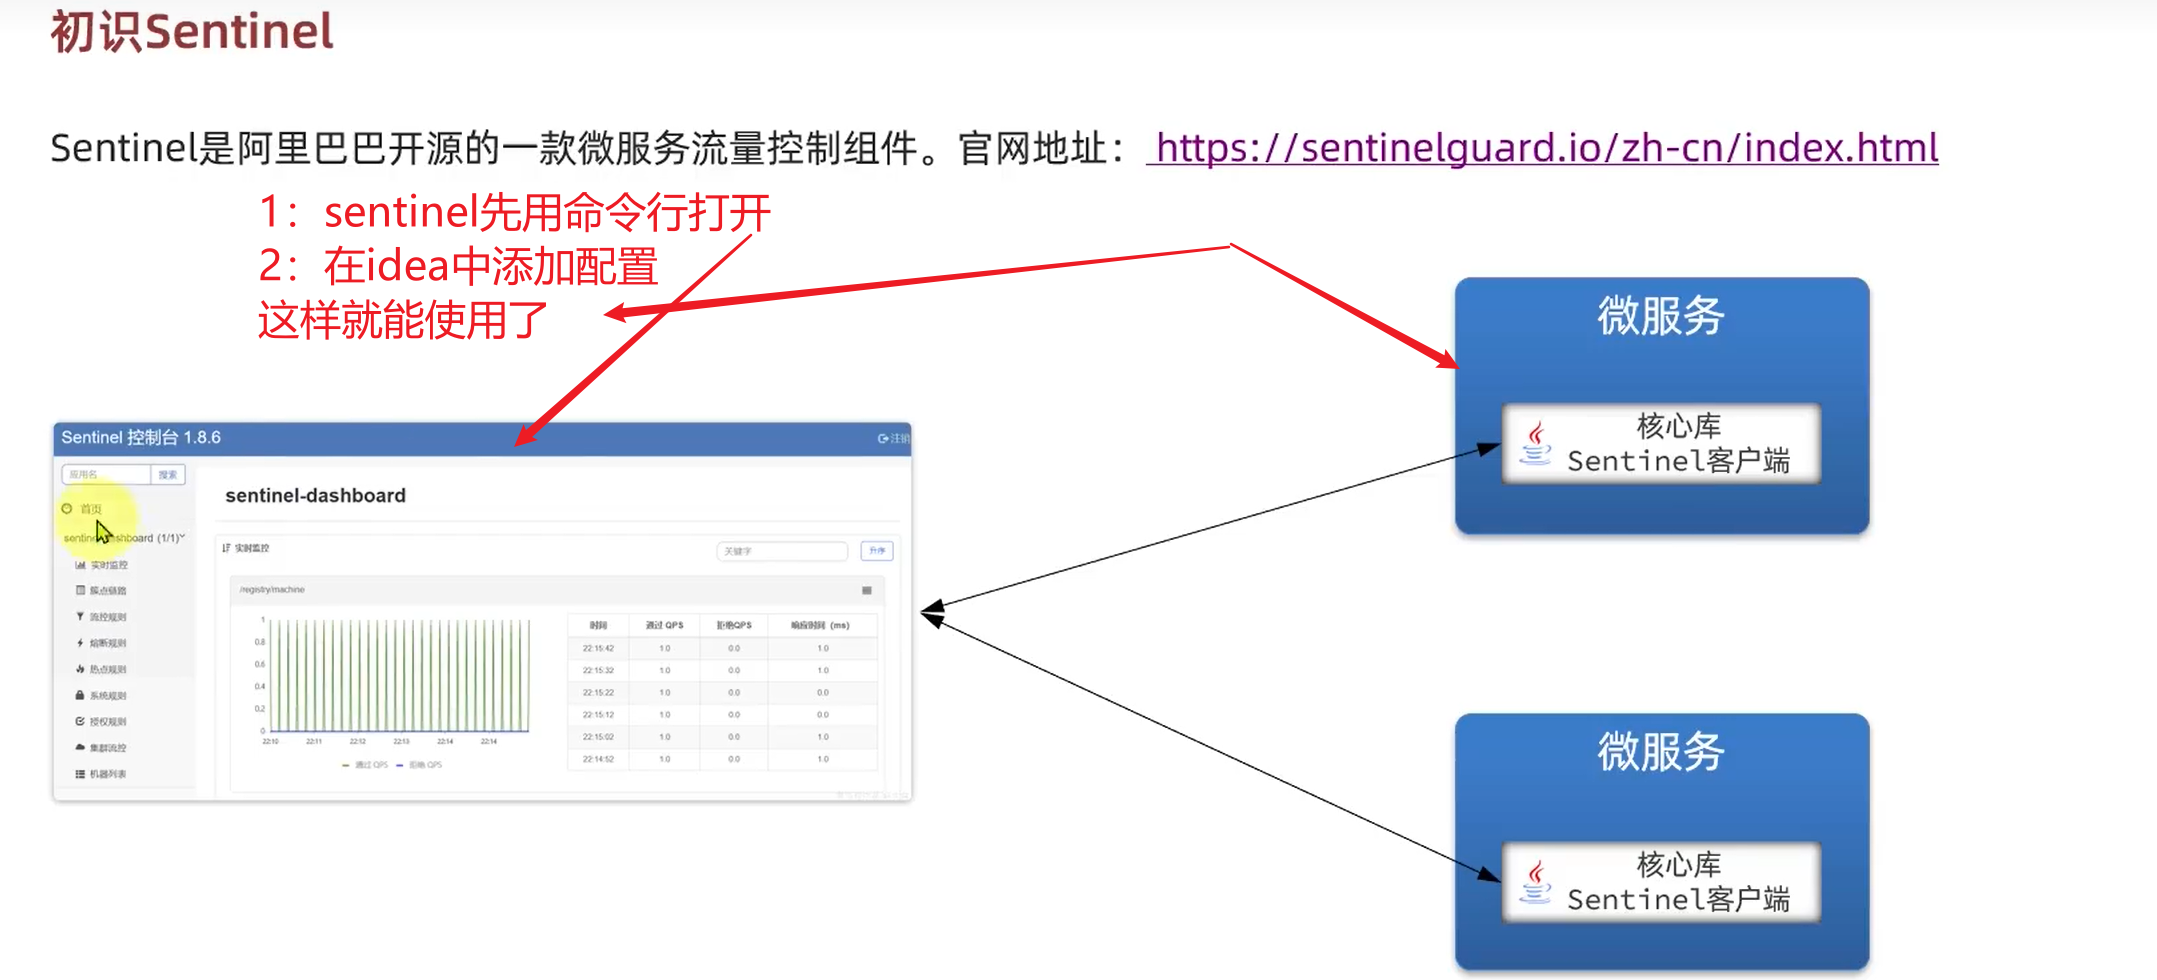 初识Sentinel
Sentinel是阿里巴巴开源的一款微服务流量控制组件。官网地址： https://sentinelguard.io/zh-cn/index.html
1：sentinel先用命令行打开
2：在idea中添加配置
这样就能使用了
微服务
核心库
Sentinel客户端
Sentinel 控制台 1.8.6
注销
应用名 搜索
首页
sentinel-dashboard
(1/1)
实时监控
簇点链路
流控规则
熔断规则
热点规则
系统规则
授权规则
集群流控
机器列表
sentinel-dashboard
实时监控
关键字 升序
/registry/machine
1
0.8
0.6
0.4
0.2
0
22:10 22:11 22:12 22:13 22:14 22:14
通过 QPS 拒绝 QPS
时间 通过 QPS 拒绝QPS 响应时间 (ms)
22:15:42 1.0 0.0 1.0
22:15:32 1.0 0.0 1.0
22:15:22 1.0 0.0 0.0
22:15:12 1.0 0.0 0.0
22:15:02 1.0 0.0 1.0
22:14:52 1.0 0.0 1.0
微服务
核心库
Sentinel客户端